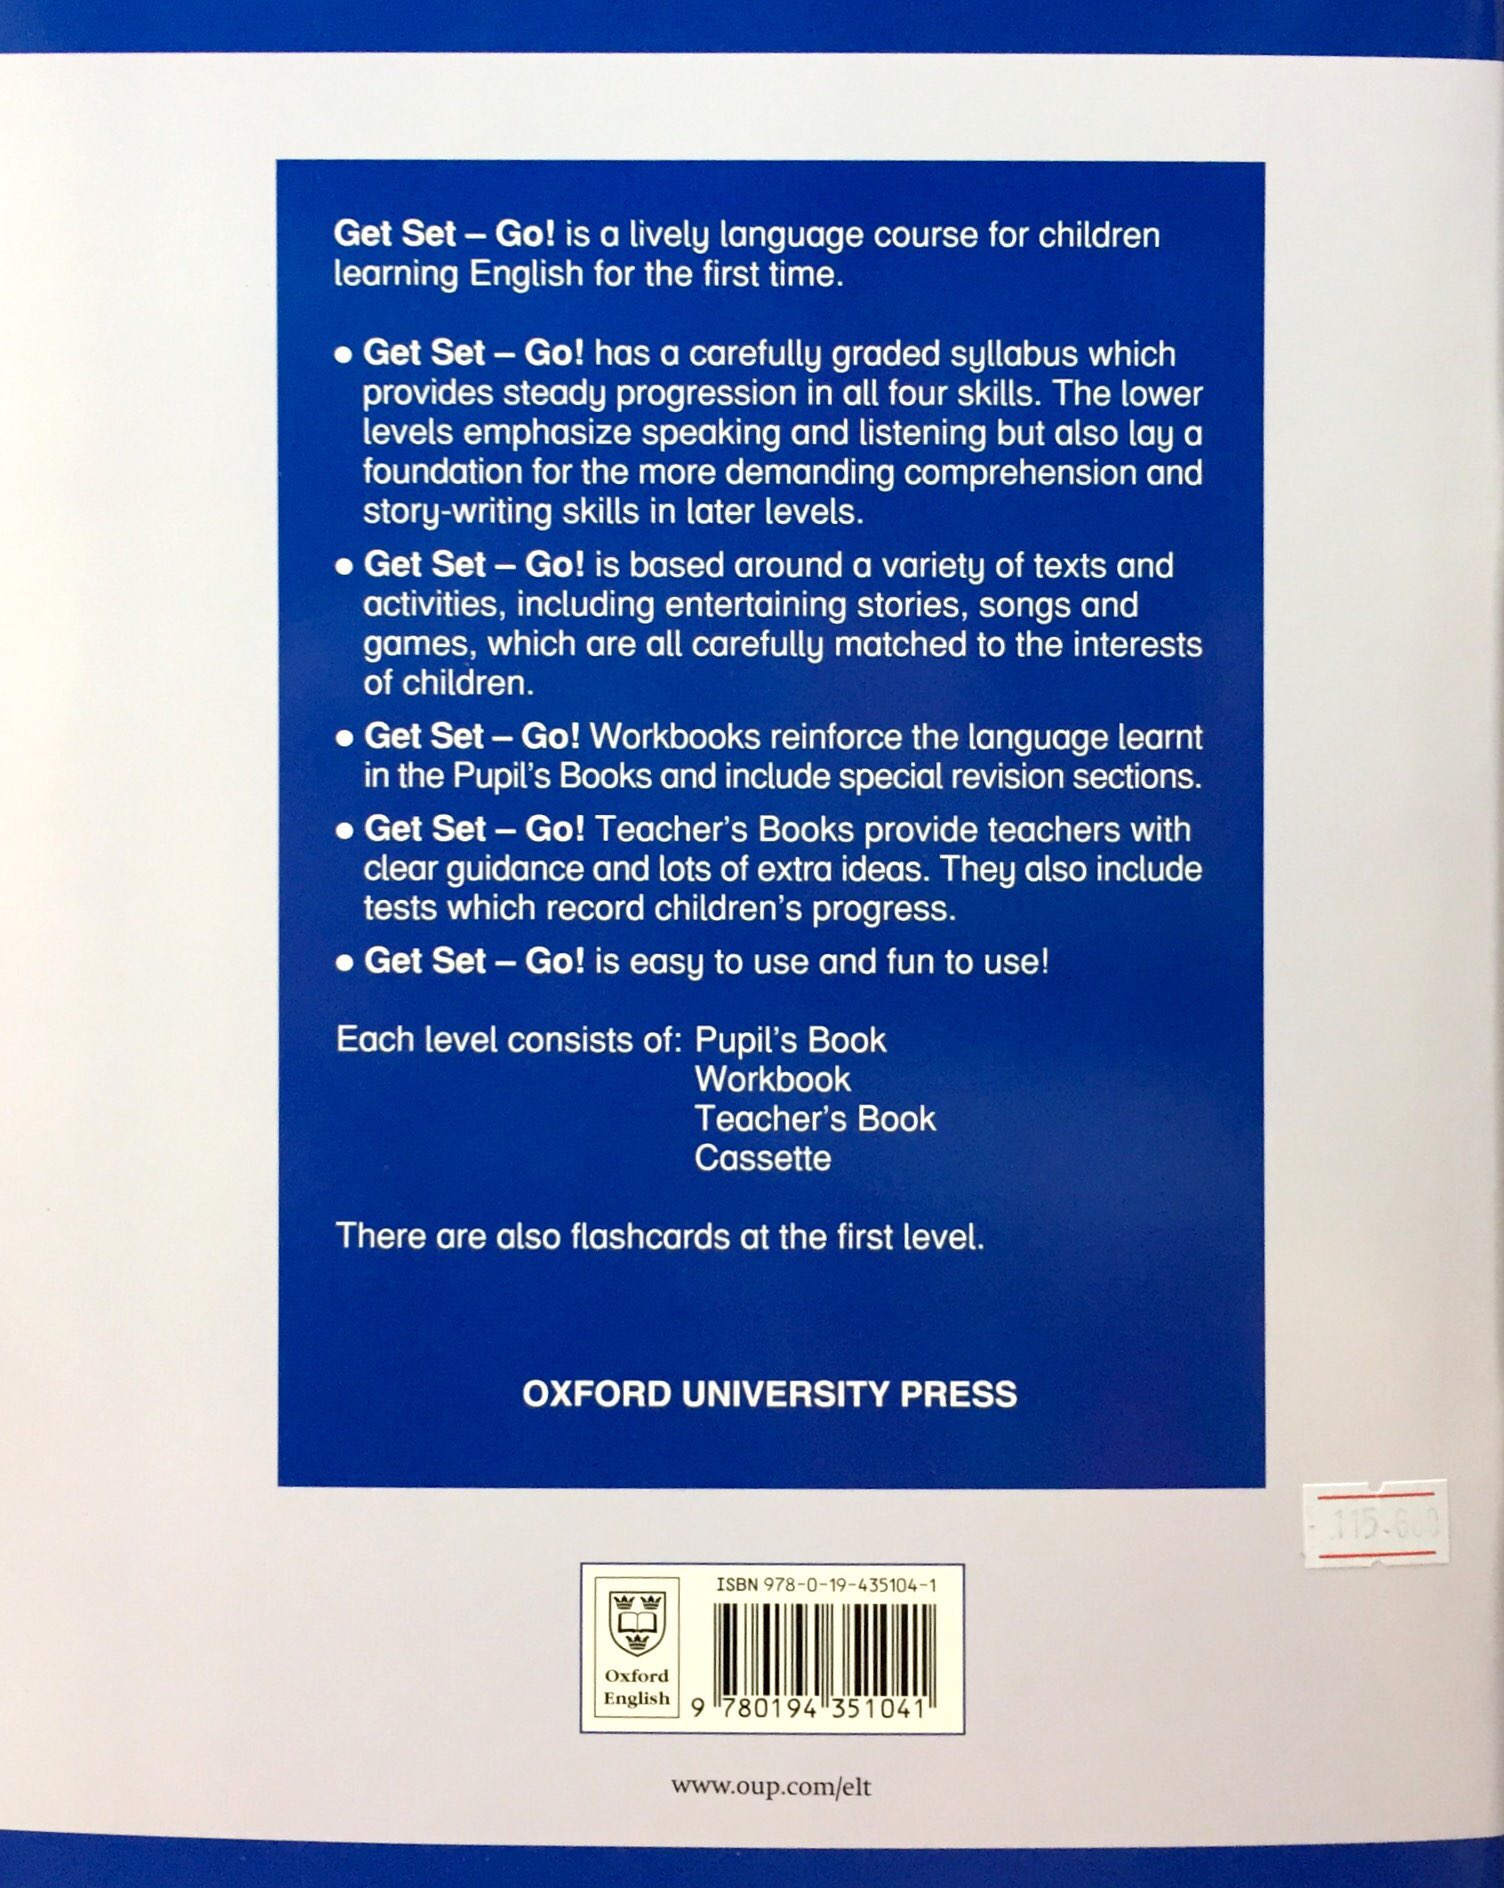 Get Set – Go! is a lively language course for children
learning English for the first time.
● Get Set – Go! has a carefully graded syllabus which
provides steady progression in all four skills. The lower
levels emphasize speaking and listening but also lay a
foundation for the more demanding comprehension and
story-writing skills in later levels.
● Get Set – Go! is based around a variety of texts and
activities, including entertaining stories, songs and
games, which are all carefully matched to the interests
of children.
● Get Set – Go! Workbooks reinforce the language learnt
in the Pupil's Books and include special revision sections.
● Get Set – Go! Teacher's Books provide teachers with
clear guidance and lots of extra ideas. They also include
tests which record children's progress.
● Get Set – Go! is easy to use and fun to use!
Each level consists of: Pupil's Book
Workbook
Teacher's Book
Cassette
There are also flashcards at the first level.
OXFORD UNIVERSITY PRESS
ISBN 978-0-19-435104-1
Oxford
English
9 780194 351041
www.oup.com/elt